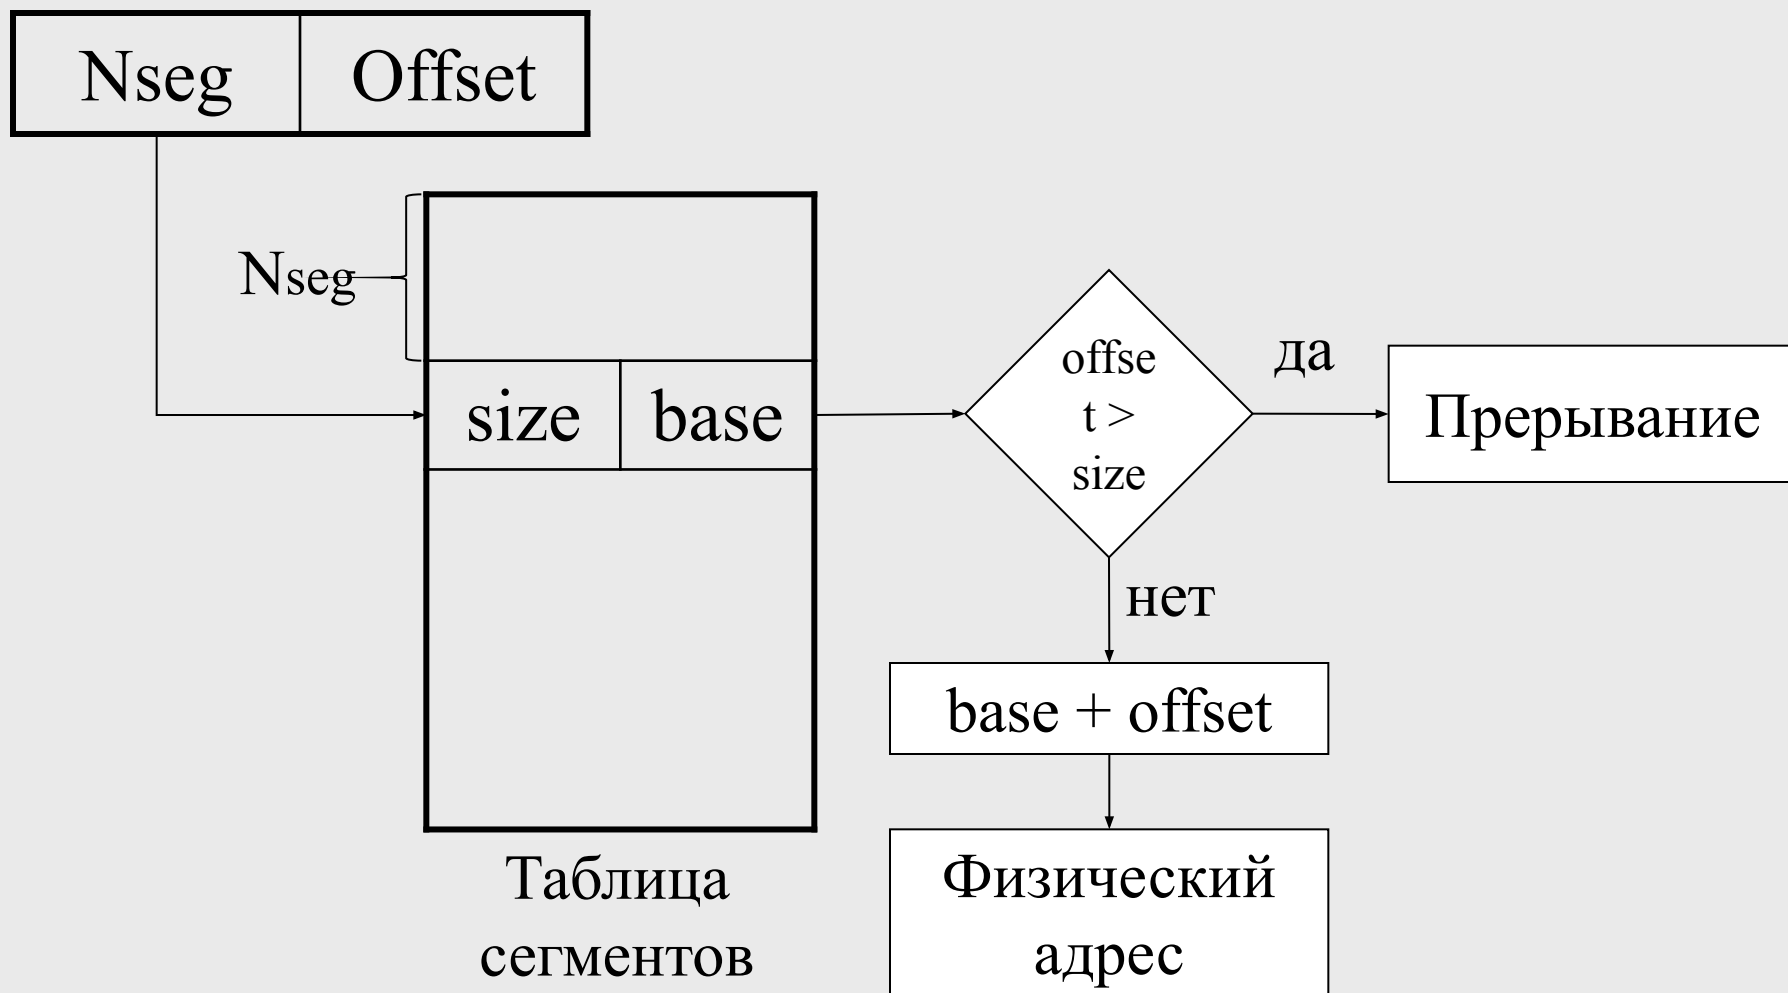 Nseg Offset
Nseg
size base
offse
t >
size
да
Прерывание
нет
base + offset
Таблица
сегментов
Физический
адрес